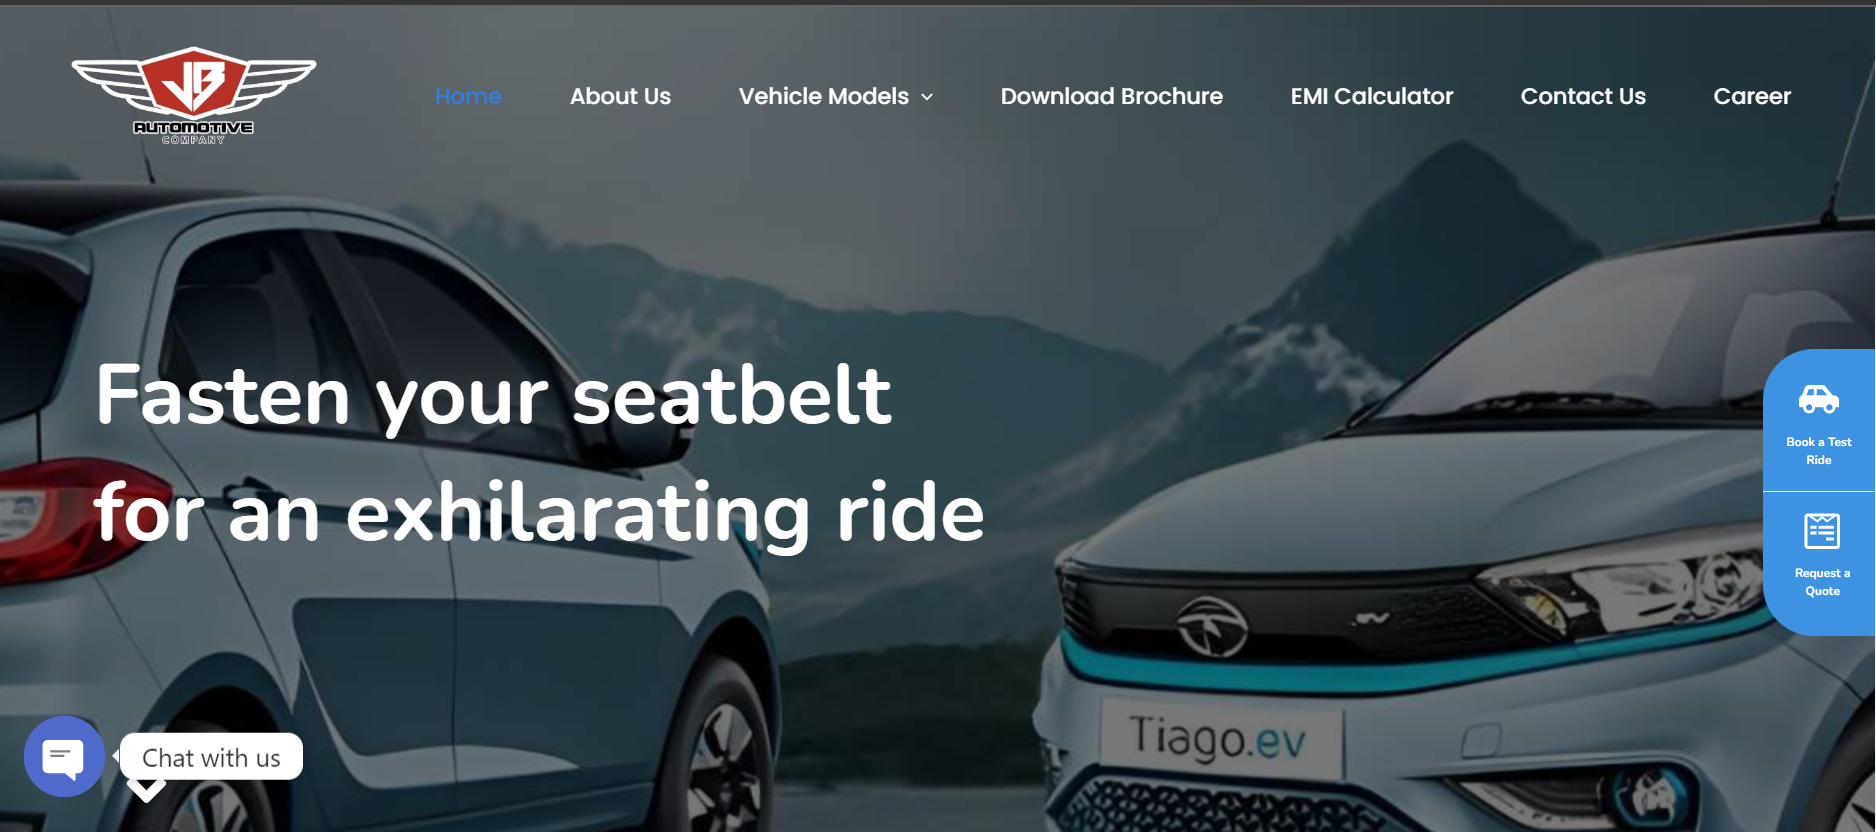 JB
AUTOMOTIVE
COMPANY
Home
About Us
Vehicle Models
Download Brochure
EMI Calculator
Contact Us
Career
Fasten your seatbelt
for an exhilarating ride
Book a Test
Ride
Request a
Quote
Tiago.ev
Chat with us